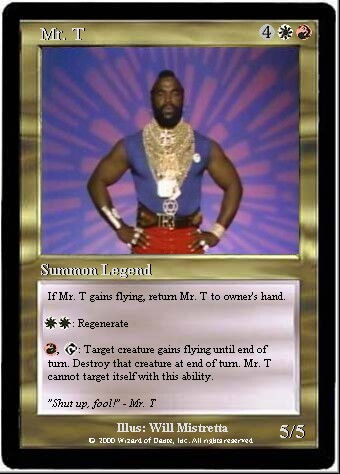 Mr. T 4
Summon Legend
If Mr. T gains flying, return Mr. T to owner's hand.
: Regenerate
, : Target creature gains flying until end of
turn. Destroy that creature at end of turn. Mr. T
cannot target itself with this ability.
"Shut up, fool!" - Mr. T
Illus: Will Mistretta
© 2000 Wizard of Dante, Inc. All rights reserved
5/5